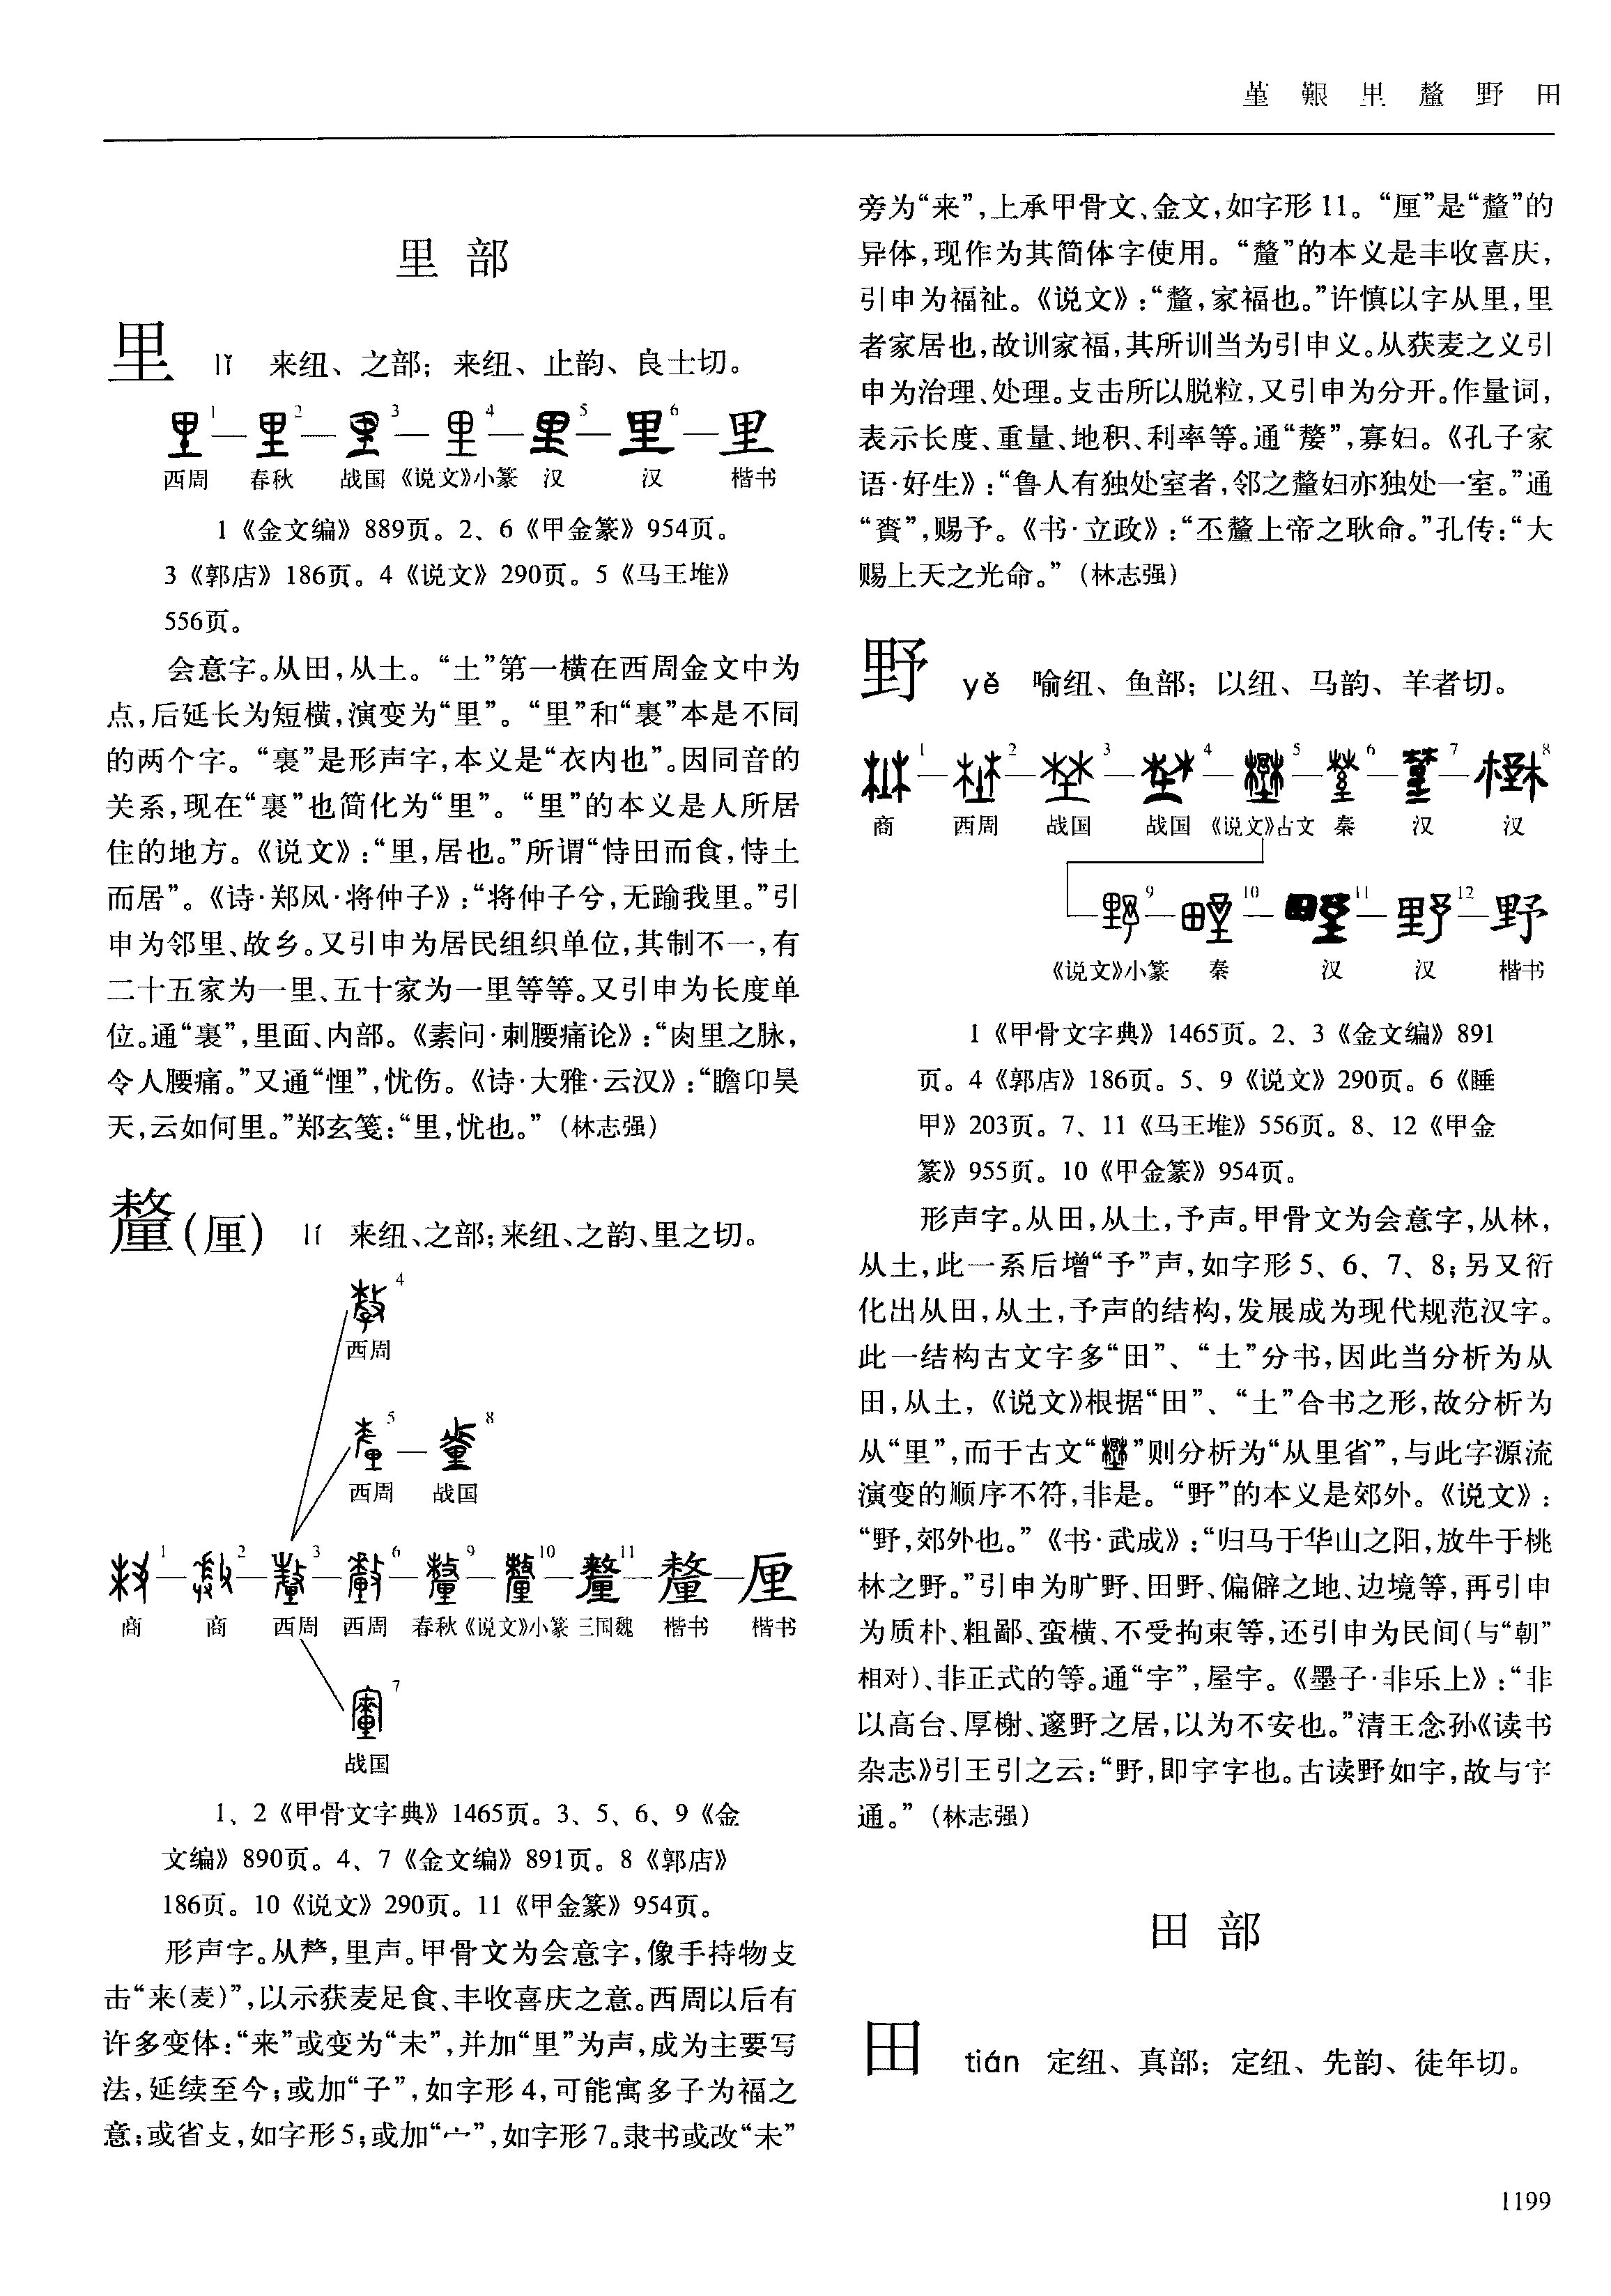 堇 艱 里 釐 野 田
里 部
里 lǐ 来纽、之部；来纽、止韵、良士切。
1 2 3 4 5 6 里
西周 春秋 战国 《说文》小篆 汉 汉 楷书
1《金文编》889页。2、6《甲金篆》954页。
3《郭店》186页。4《说文》290页。5《马王堆》
556页。
会意字。从田，从土。“土”第一横在西周金文中为
点，后延长为短横，演变为“里”。“里”和“裏”本是不同
的两个字。“裏”是形声字，本义是“衣内也”。因同音的
关系，现在“裏”也简化为“里”。“里”的本义是人所居
住的地方。《说文》：“里，居也。”所谓“恃田而食，恃土
而居”。《诗·郑风·将仲子》：“将仲子兮，无踰我里。”引
申为邻里、故乡。又引申为居民组织单位，其制不一，有
二十五家为一里、五十家为一里等等。又引申为长度单
位。通“裏”，里面、内部。《素问·刺腰痛论》：“肉里之脉，
令人腰痛。”又通“悝”，忧伤。《诗·大雅·云汉》：“瞻卬昊
天，云如何里。”郑玄笺：“里，忧也。”（林志强）
釐（厘） lí 来纽、之部；来纽、之韵、里之切。
4
西周
5 8
西周 战国
1 2 3 6 9 10 11 釐 厘
商 商 西周 西周 春秋 《说文》小篆 三国魏 楷书 楷书
7
战国
1、2《甲骨文字典》1465页。3、5、6、9《金
文编》890页。4、7《金文编》891页。8《郭店》
186页。10《说文》290页。11《甲金篆》954页。
形声字。从𠩺，里声。甲骨文为会意字，像手持物攴
击“来（麦）”，以示获麦足食、丰收喜庆之意。西周以后有
许多变体：“来”或变为“未”，并加“里”为声，成为主要写
法，延续至今；或加“子”，如字形4，可能寓多子为福之
意；或省攴，如字形5；或加“宀”，如字形7。隶书或改“未”
旁为“来”，上承甲骨文、金文，如字形11。“厘”是“釐”的
异体，现作为其简体字使用。“釐”的本义是丰收喜庆，
引申为福祉。《说文》：“釐，家福也。”许慎以字从里，里
者家居也，故训家福，其所训当为引申义。从获麦之义引
申为治理、处理。攴击所以脱粒，又引申为分开。作量词，
表示长度、重量、地积、利率等。通“嫠”，寡妇。《孔子家
语·好生》：“鲁人有独处室者，邻之釐妇亦独处一室。”通
“赉”，赐予。《书·立政》：“丕釐上帝之耿命。”孔传：“大
赐上天之光命。”（林志强）
野 yě 喻纽、鱼部；以纽、马韵、羊者切。
1 2 3 4 5 6 7 8
商 西周 战国 战国 《说文》古文 秦 汉 汉
9 10 11 12 野
《说文》小篆 秦 汉 汉 楷书
1《甲骨文字典》1465页。2、3《金文编》891
页。4《郭店》186页。5、9《说文》290页。6《睡
甲》203页。7、11《马王堆》556页。8、12《甲金
篆》955页。10《甲金篆》954页。
形声字。从田，从土，予声。甲骨文为会意字，从林，
从土，此一系后增“予”声，如字形5、6、7、8；另又衍
化出从田，从土，予声的结构，发展成为现代规范汉字。
此一结构古文字多“田”、“土”分书，因此当分析为从
田，从土，《说文》根据“田”、“土”合书之形，故分析为
从“里”，而于古文“壄”则分析为“从里省”，与此字源流
演变的顺序不符，非是。“野”的本义是郊外。《说文》：
“野，郊外也。”《书·武成》：“归马于华山之阳，放牛于桃
林之野。”引申为旷野、田野、偏僻之地、边境等，再引申
为质朴、粗鄙、蛮横、不受拘束等，还引申为民间（与“朝”
相对）、非正式的等。通“宇”，屋宇。《墨子·非乐上》：“非
以高台、厚榭、邃野之居，以为不安也。”清王念孙《读书
杂志》引王引之云：“野，即宇字也。古读野如宇，故与宇
通。”（林志强）
田 部
田 tián 定纽、真部；定纽、先韵、徒年切。
1199